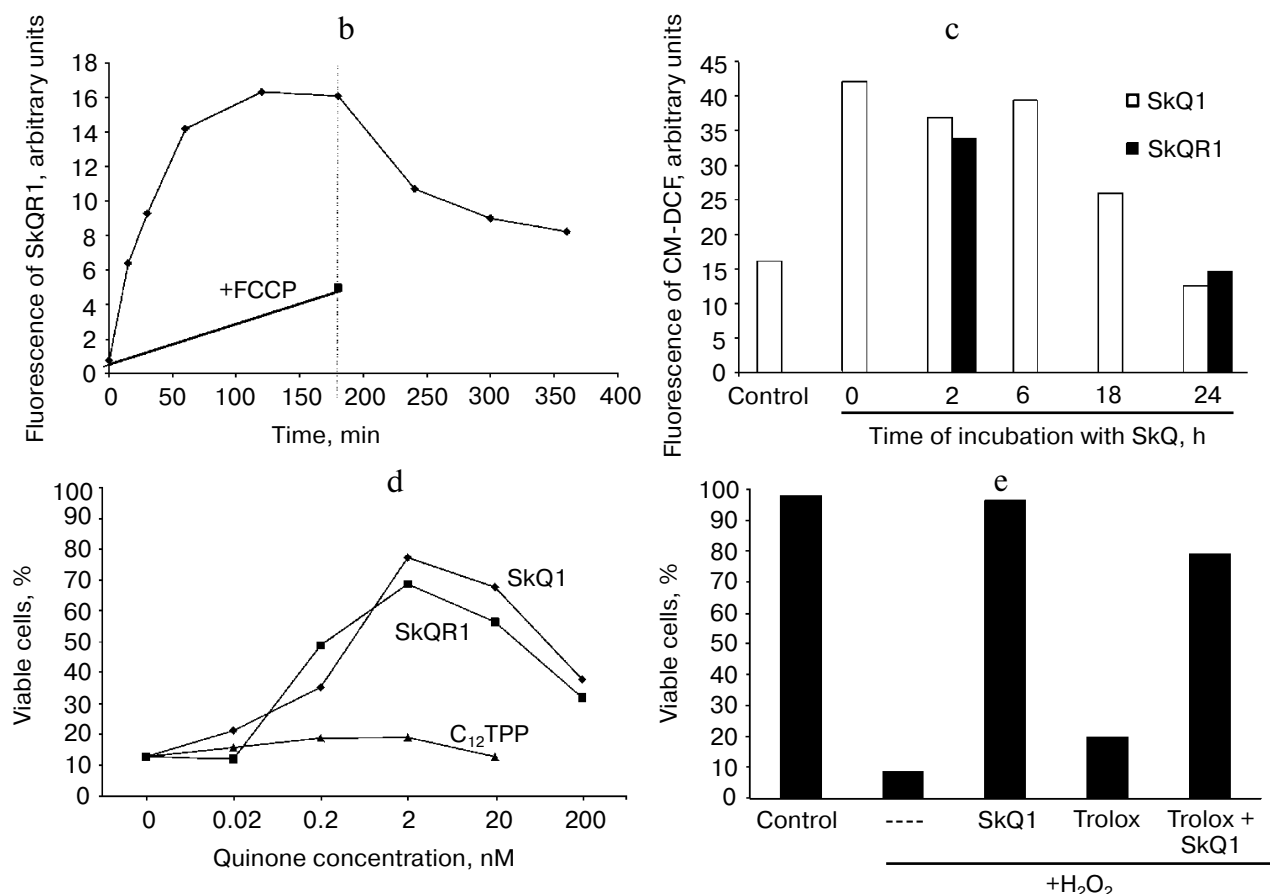 b
Fluorescence of SkQR1, arbitrary units
18
16
14
12
10
8
6
4
2
0
+FCCP
0 50 100 150 200 250 300 350 400
Time, min
c
Fluorescence of CM-DCF, arbitrary units
45
40
35
30
25
20
15
10
5
0
SkQ1
SkQR1
Control 0 2 6 18 24
Time of incubation with SkQ, h
d
Viable cells, %
100
90
80
70
60
50
40
30
20
10
0
SkQ1
SkQR1
C₁₂TPP
0 0.02 0.2 2 20 200
Quinone concentration, nM
e
Viable cells, %
100
90
80
70
60
50
40
30
20
10
0
Control ---- SkQ1 Trolox Trolox +
SkQ1
+H₂O₂